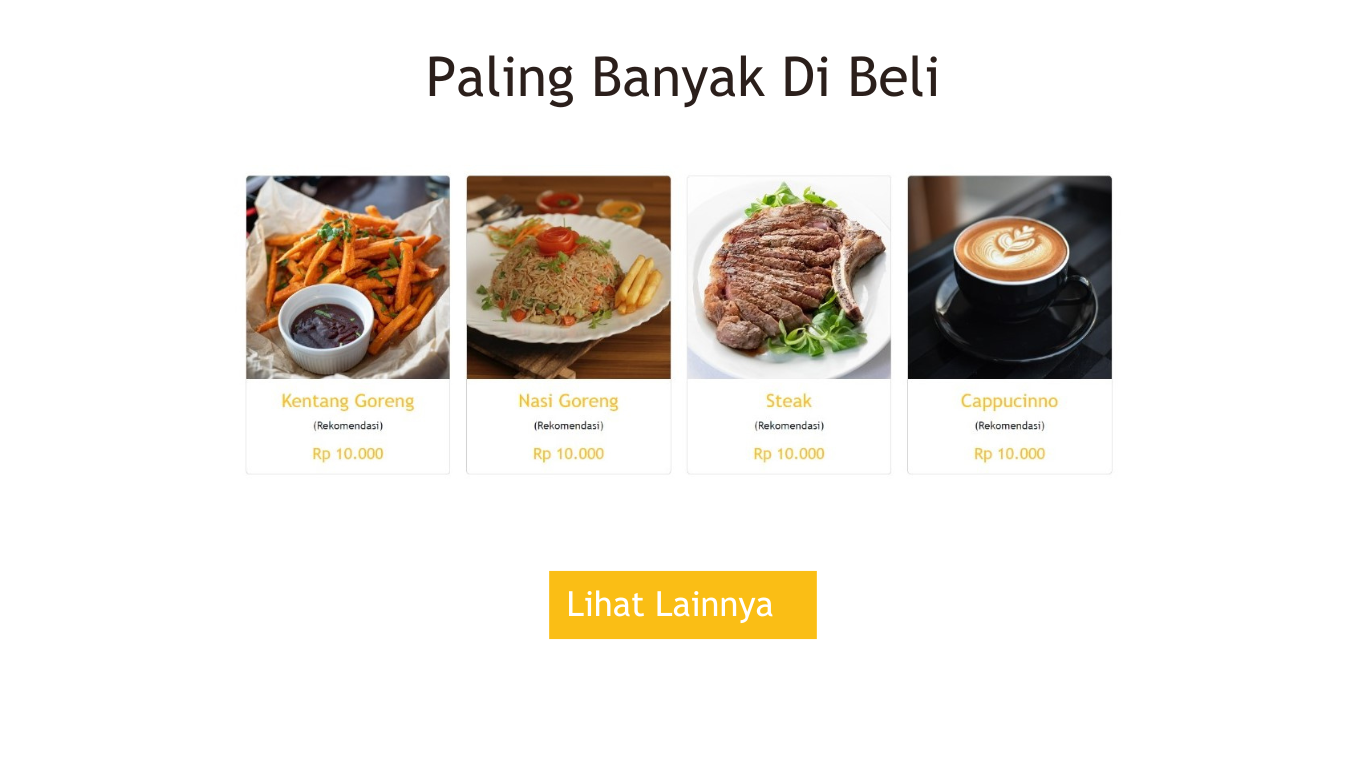 Paling Banyak Di Beli
Kentang Goreng
(Rekomendasi)
Rp 10.000
Nasi Goreng
(Rekomendasi)
Rp 10.000
Steak
(Rekomendasi)
Rp 10.000
Cappucinno
(Rekomendasi)
Rp 10.000
Lihat Lainnya